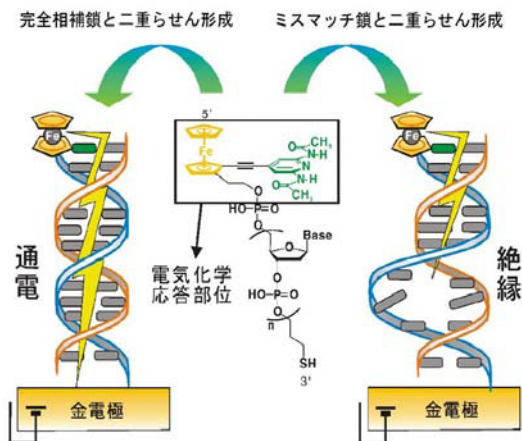 完全相補鎖と二重らせん形成
ミスマッチ鎖と二重らせん形成
5'
Fe
Fe
Fe
CH₃
O
N-H
N
N-H
O
CH₃
O
HO-P=O
O
Base
O
O
HO-P=O
O
n
SH
3'
電気化学
応答部位
通電
絶縁
金電極
金電極